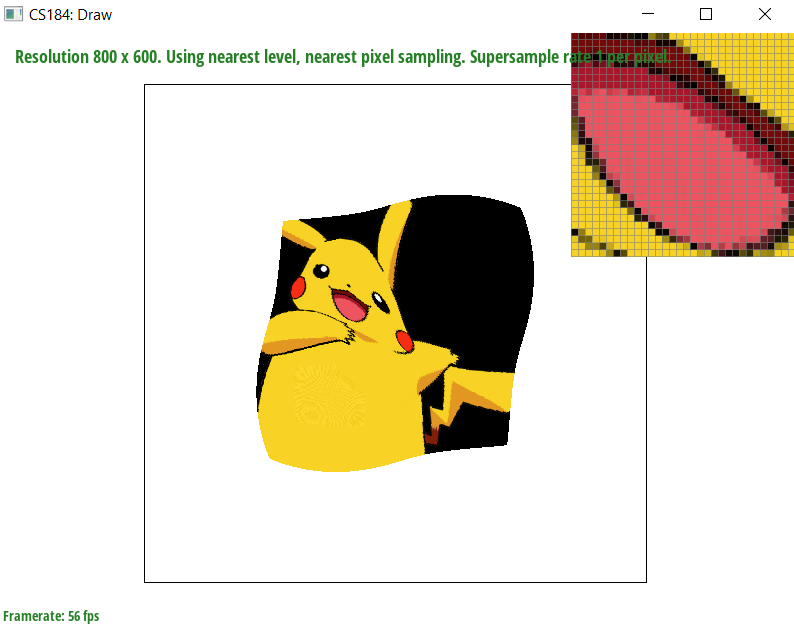 CS184: Draw
Resolution 800 x 600. Using nearest level, nearest pixel sampling. Supersample rate 1 per pixel.
Framerate: 56 fps